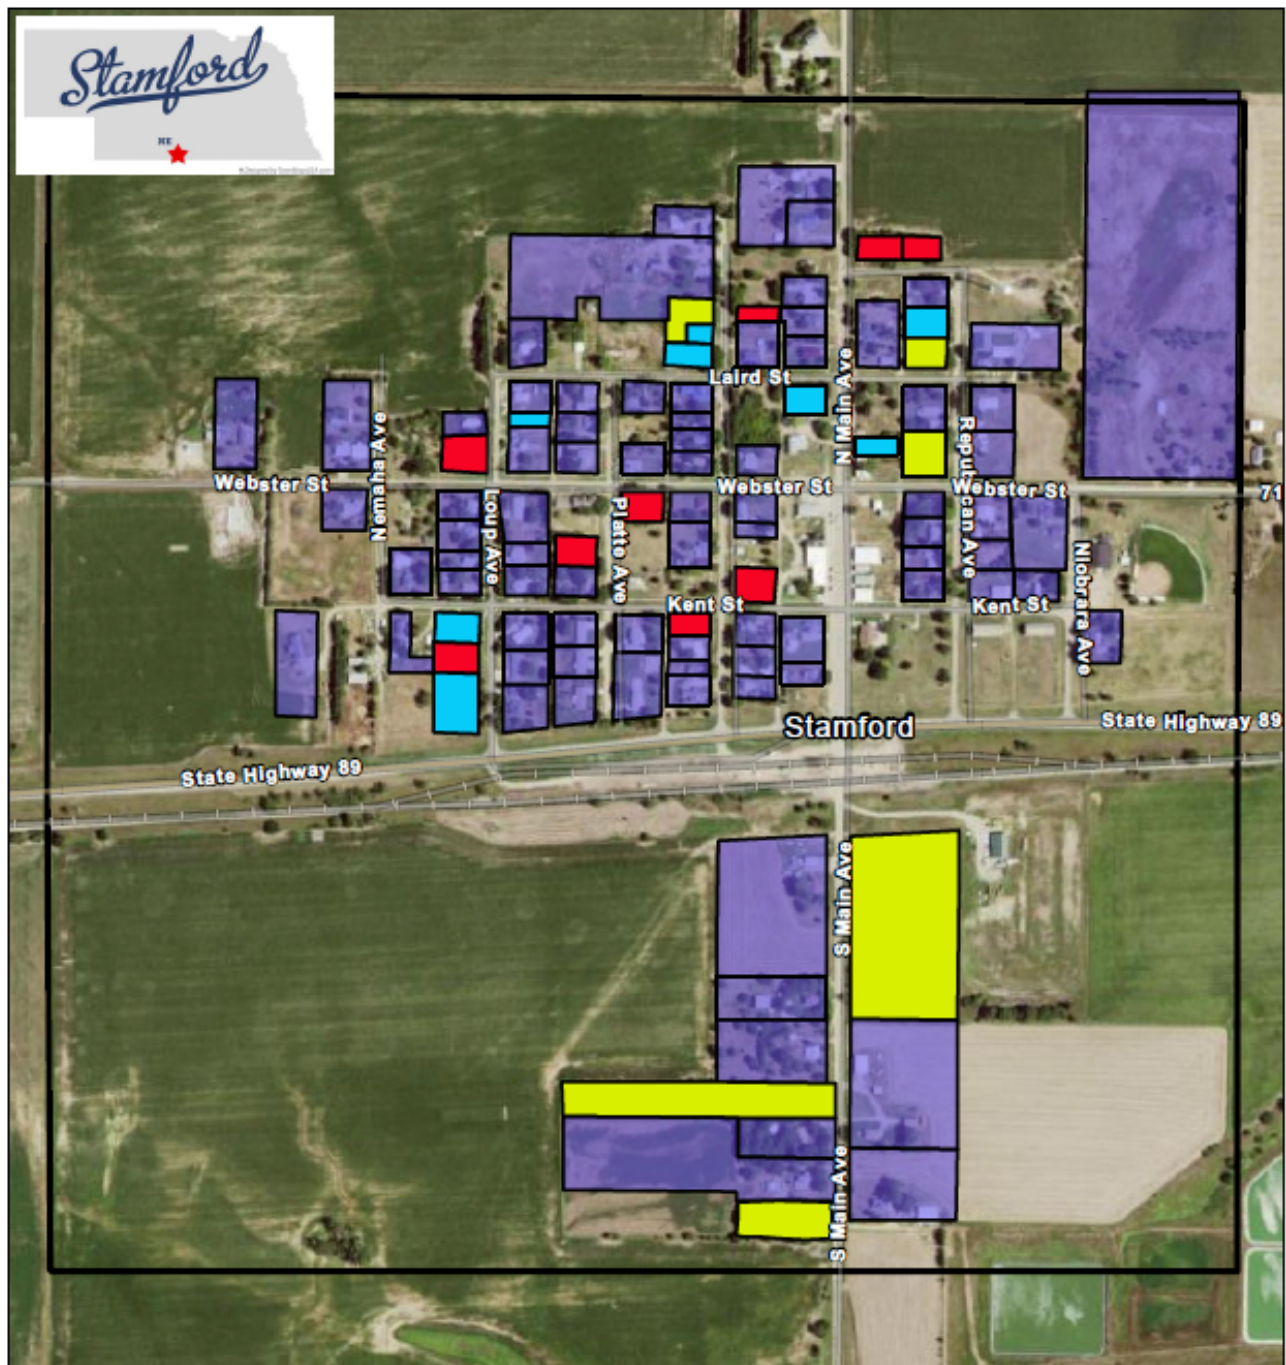 Stamford
NE
Laird St
N Main Ave
Nemaha Ave
Republican Ave
Webster St
Webster St
Webster St
71
Loup Ave
Platte Ave
Niobrara Ave
Kent St
Kent St
Stamford
State Highway 89
State Highway 89
S Main Ave
S Main Ave